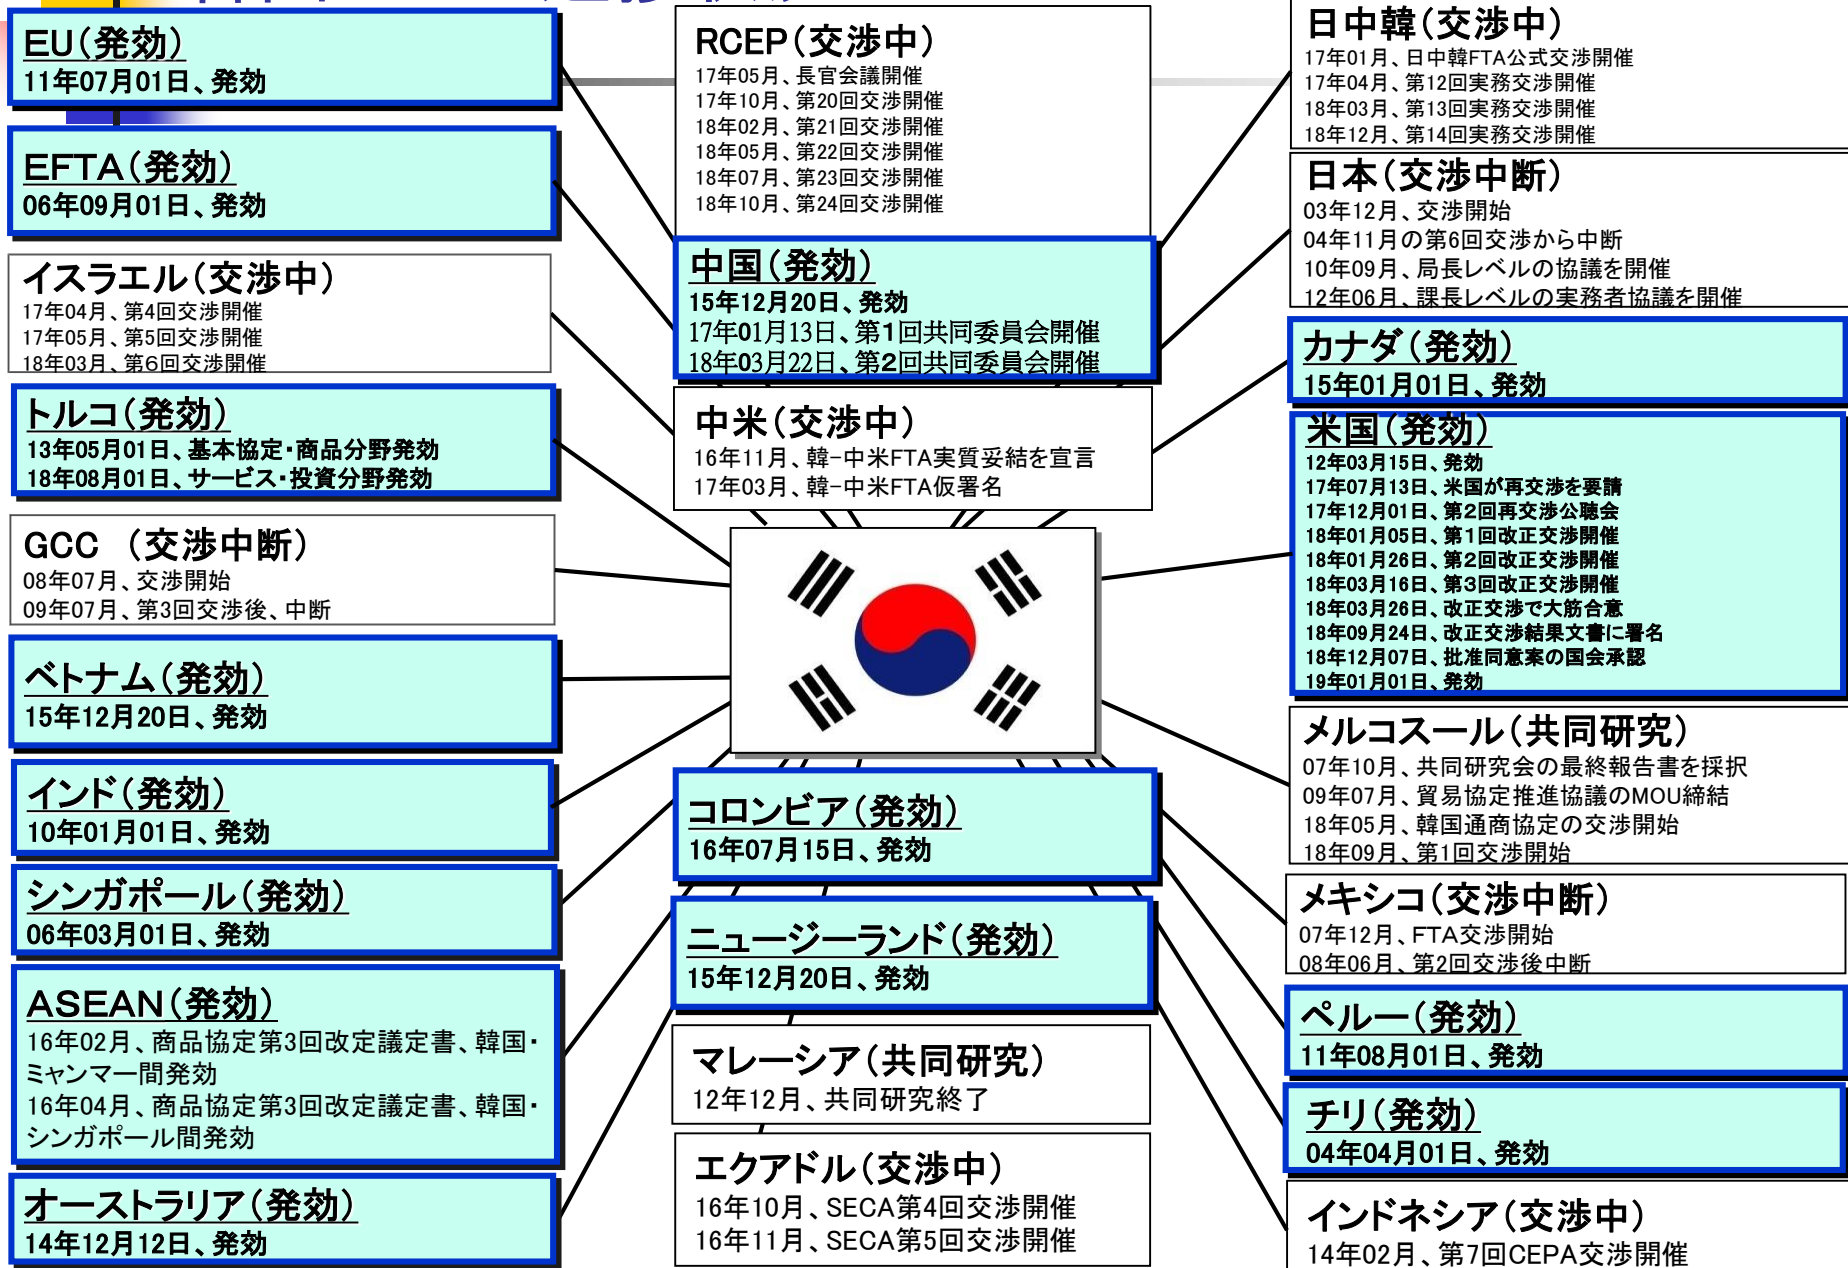 EU(発効)
11年07月01日、発効
EFTA(発効)
06年09月01日、発効
イスラエル(交渉中)
17年04月、第4回交渉開催
17年05月、第5回交渉開催
18年03月、第6回交渉開催
トルコ(発効)
13年05月01日、基本協定・商品分野発効
18年08月01日、サービス・投資分野発効
GCC (交渉中断)
08年07月、交渉開始
09年07月、第3回交渉後、中断
ベトナム(発効)
15年12月20日、発効
インド(発効)
10年01月01日、発効
シンガポール(発効)
06年03月01日、発効
ASEAN(発効)
16年02月、商品協定第3回改定議定書、韓国・
ミャンマー間発効
16年04月、商品協定第3回改定議定書、韓国・
シンガポール間発効
オーストラリア(発効)
14年12月12日、発効
RCEP(交渉中)
17年05月、長官会議開催
17年10月、第20回交渉開催
18年02月、第21回交渉開催
18年05月、第22回交渉開催
18年07月、第23回交渉開催
18年10月、第24回交渉開催
中国(発効)
15年12月20日、発効
17年01月13日、第1回共同委員会開催
18年03月22日、第2回共同委員会開催
中米(交渉中)
16年11月、韓-中米FTA実質妥結を宣言
17年03月、韓-中米FTA仮署名
コロンビア(発効)
16年07月15日、発効
ニュージーランド(発効)
15年12月20日、発効
マレーシア(共同研究)
12年12月、共同研究終了
エクアドル(交渉中)
16年10月、SECA第4回交渉開催
16年11月、SECA第5回交渉開催
日中韓(交渉中)
17年01月、日中韓FTA公式交渉開催
17年04月、第12回実務交渉開催
18年03月、第13回実務交渉開催
18年12月、第14回実務交渉開催
日本(交渉中断)
03年12月、交渉開始
04年11月の第6回交渉から中断
10年09月、局長レベルの協議を開催
12年06月、課長レベルの実務者協議を開催
カナダ(発効)
15年01月01日、発効
米国(発効)
12年03月15日、発効
17年07月13日、米国が再交渉を要請
17年12月01日、第2回再交渉公聴会
18年01月05日、第1回改正交渉開催
18年01月26日、第2回改正交渉開催
18年03月16日、第3回改正交渉開催
18年03月26日、改正交渉で大筋合意
18年09月24日、改正交渉結果文書に署名
18年12月07日、批准同意案の国会承認
19年01月01日、発効
メルコスール(共同研究)
07年10月、共同研究会の最終報告書を採択
09年07月、貿易協定推進協議のMOU締結
18年05月、韓国通商協定の交渉開始
18年09月、第1回交渉開始
メキシコ(交渉中断)
07年12月、FTA交渉開始
08年06月、第2回交渉後中断
ペルー(発効)
11年08月01日、発効
チリ(発効)
04年04月01日、発効
インドネシア(交渉中)
14年02月、第7回CEPA交渉開催